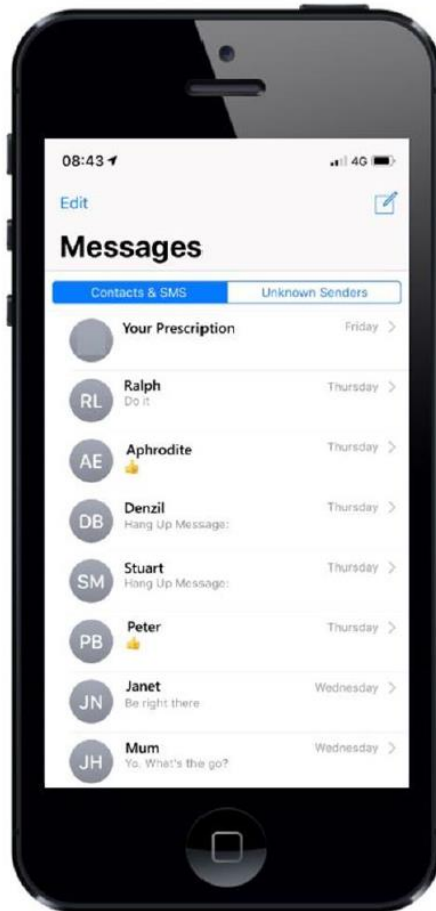 08:43
4G
Edit
Messages
Contacts & SMS
Unknown Senders
Your Prescription
Friday
RL
Ralph
Do it
Thursday
AE
Aphrodite
👍
Thursday
DB
Denzil
Hang Up Message:
Thursday
SM
Stuart
Hang Up Message:
Thursday
PB
Peter
👍
Thursday
JN
Janet
Be right there
Wednesday
JH
Mum
Yo. What's the go?
Wednesday